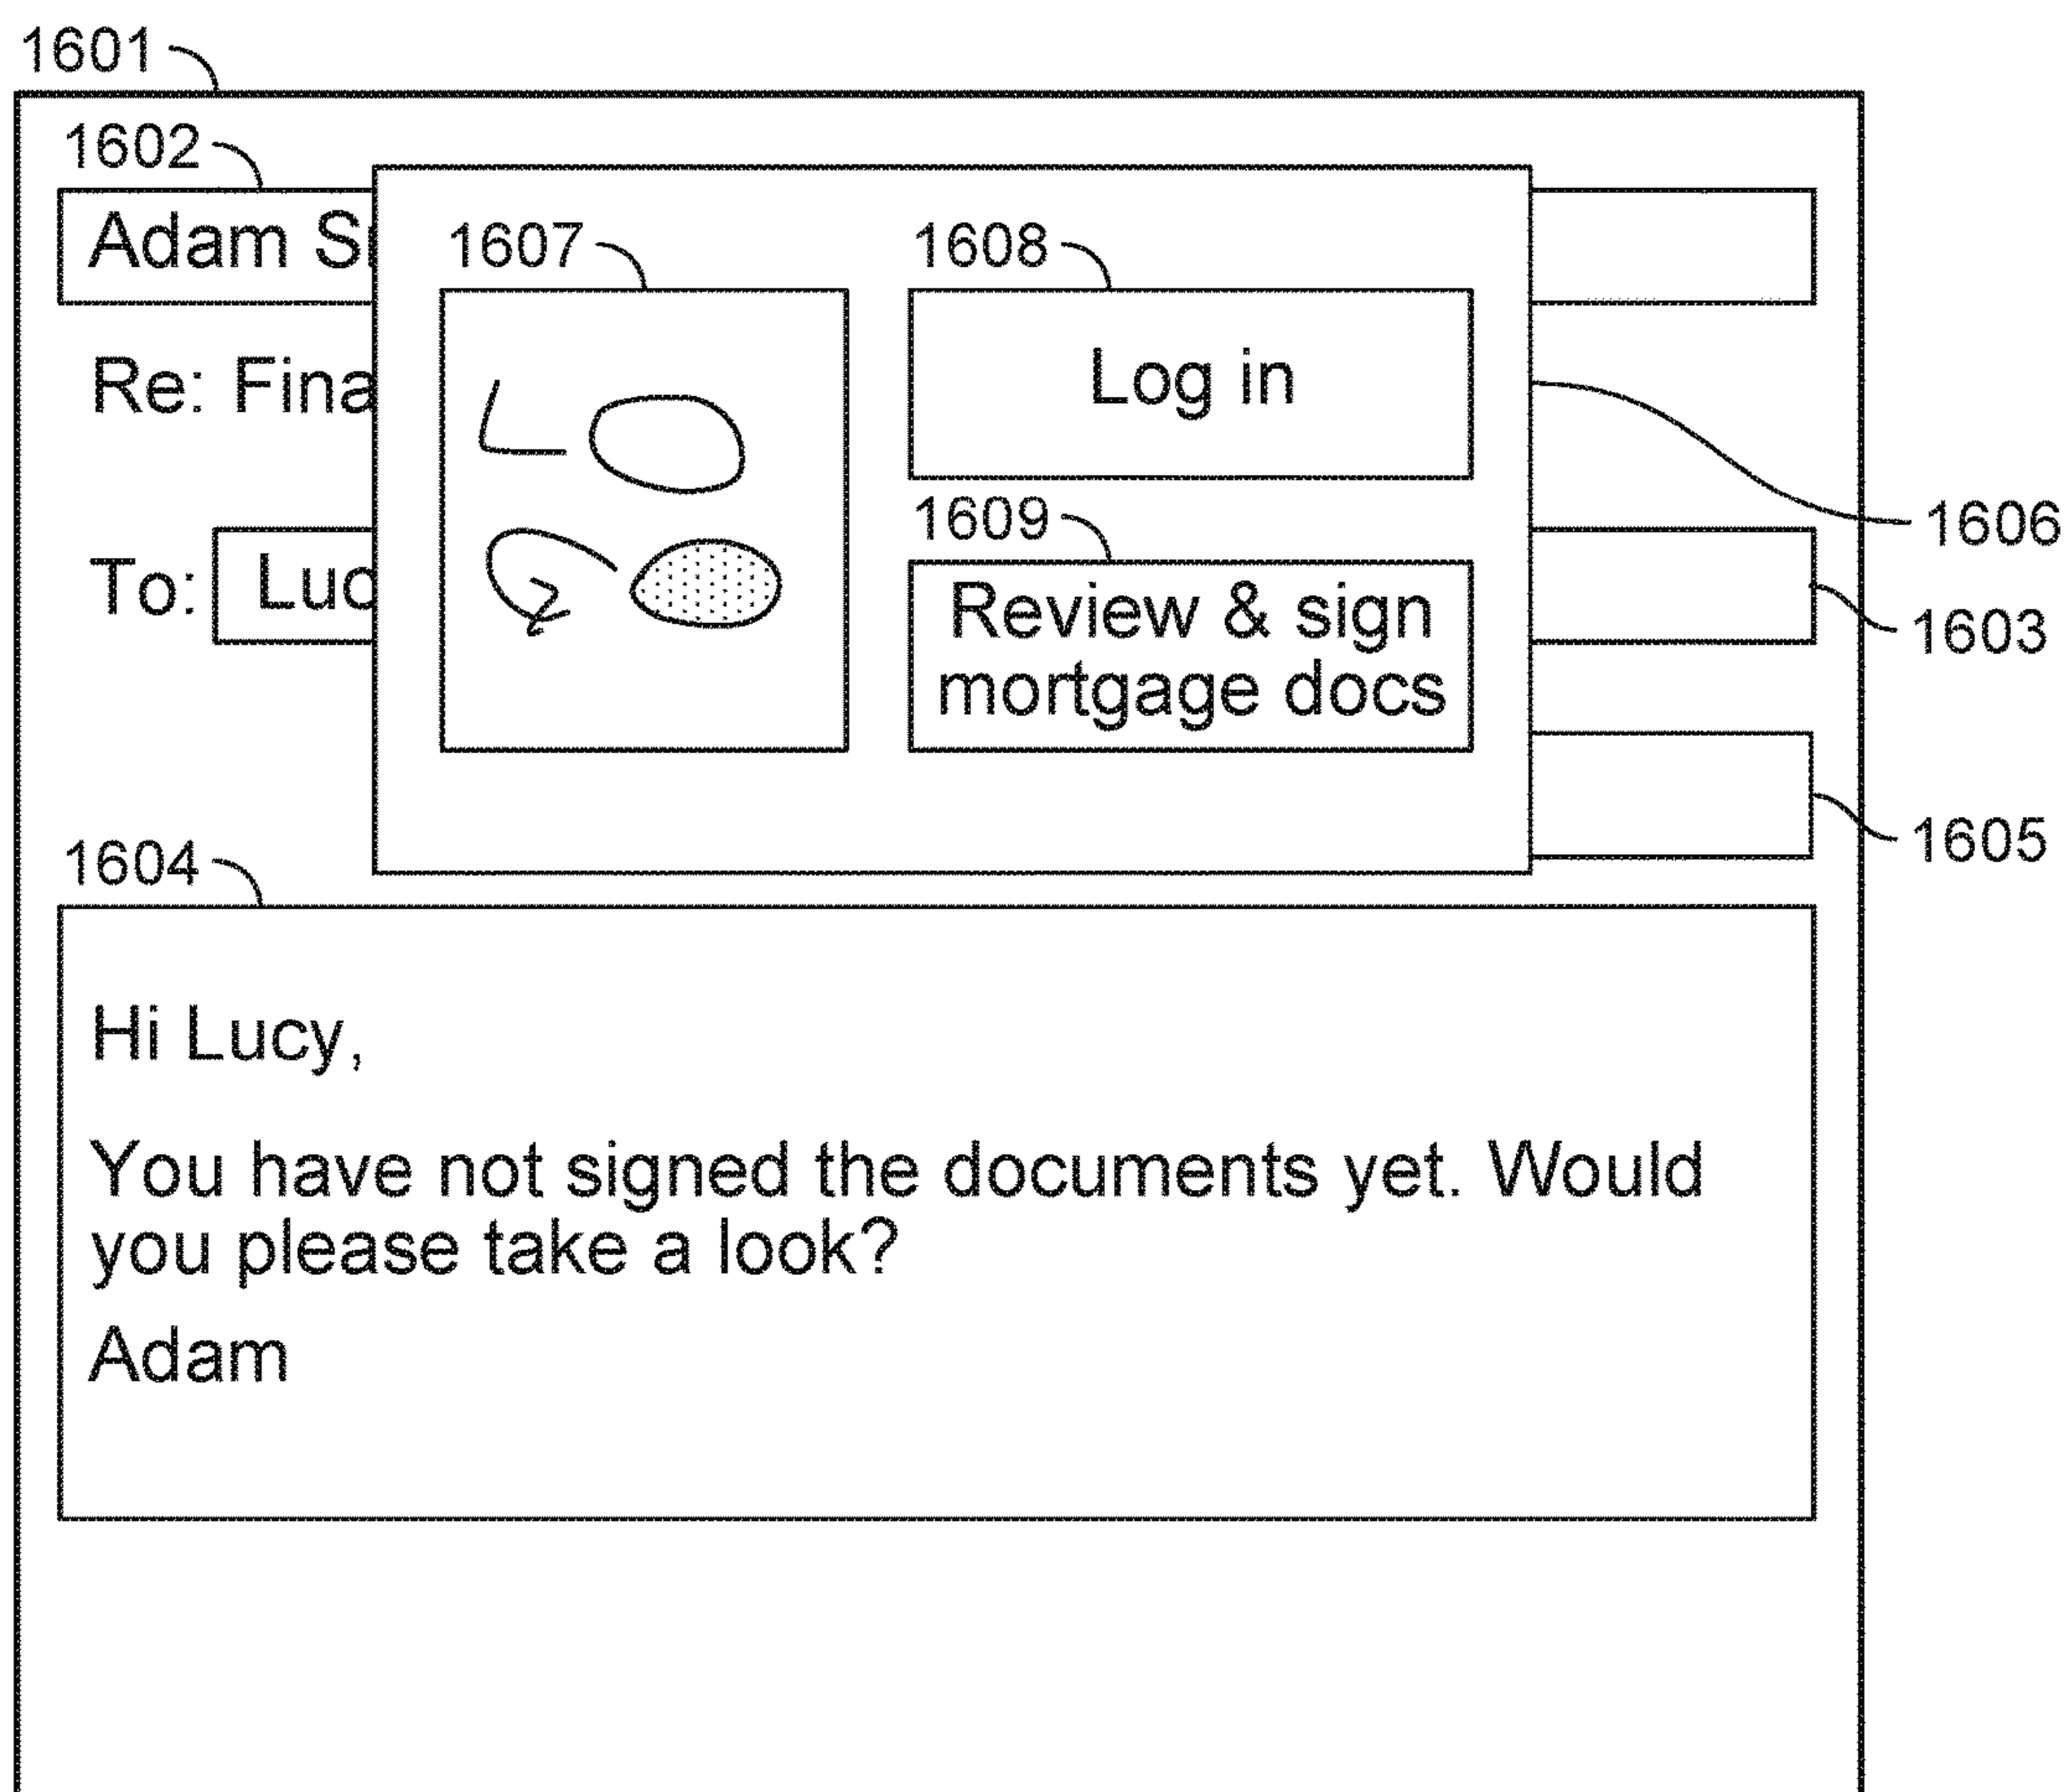 1601
1602
Adam S
1607
1608
Log in
Re: Fina
1606
1609
To: Luc
Review & sign
mortgage docs
1603
1605
1604
Hi Lucy,
You have not signed the documents yet. Would
you please take a look?
Adam